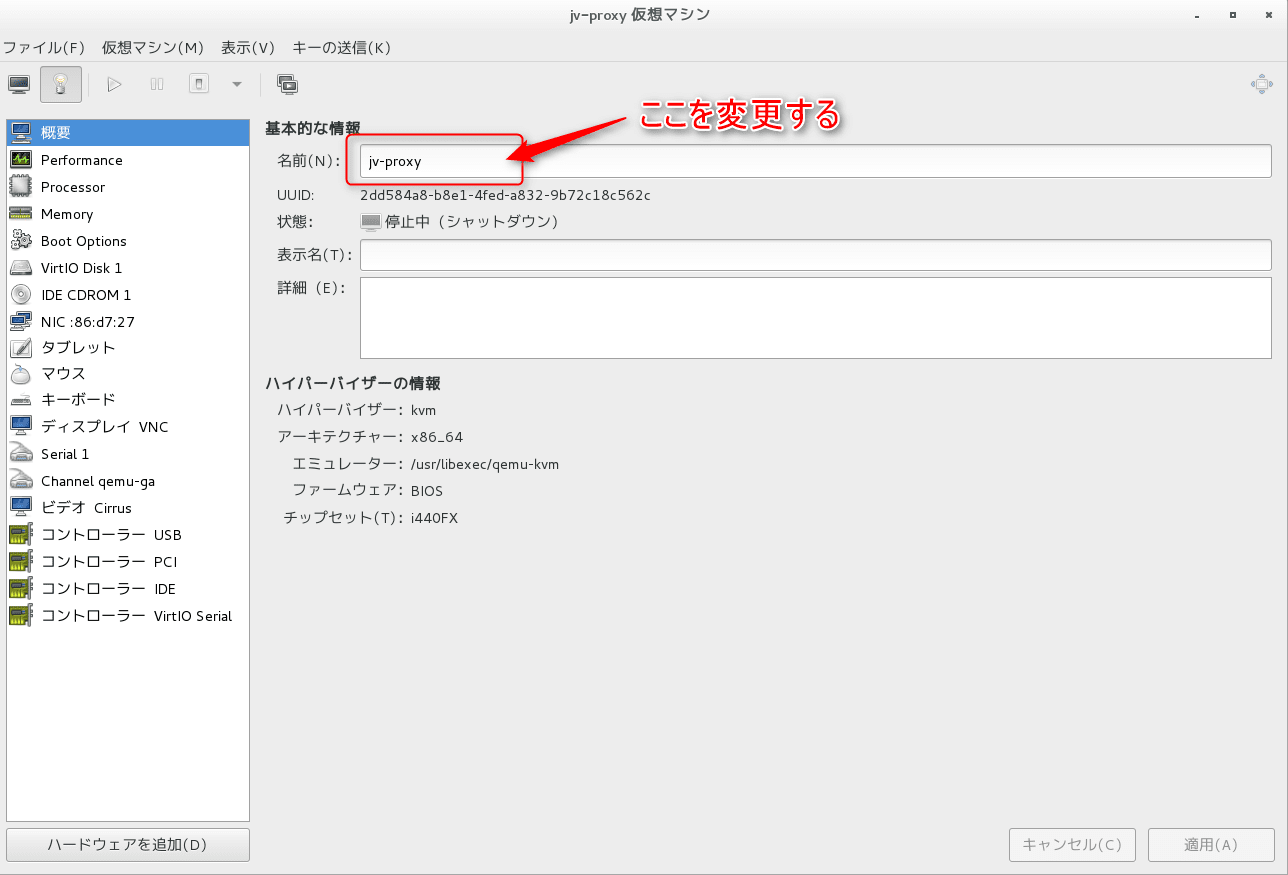 jv-proxy 仮想マシン
ファイル(F) 仮想マシン(M) 表示(V) キーの送信(K)
ここを変更する
概要
Performance
Processor
Memory
Boot Options
VirtIO Disk 1
IDE CDROM 1
NIC :86:d7:27
タブレット
マウス
キーボード
ディスプレイ VNC
Serial 1
Channel qemu-ga
ビデオ Cirrus
コントローラー USB
コントローラー PCI
コントローラー IDE
コントローラー VirtIO Serial
ハードウェアを追加(D)
基本的な情報
名前(N): jv-proxy
UUID: 2dd584a8-b8e1-4fed-a832-9b72c18c562c
状態: 停止中（シャットダウン）
表示名(T):
詳細（E）:
ハイパーバイザーの情報
ハイパーバイザー: kvm
アーキテクチャー: x86_64
エミュレーター: /usr/libexec/qemu-kvm
ファームウェア: BIOS
チップセット(T): i440FX
キャンセル(C) 適用(A)